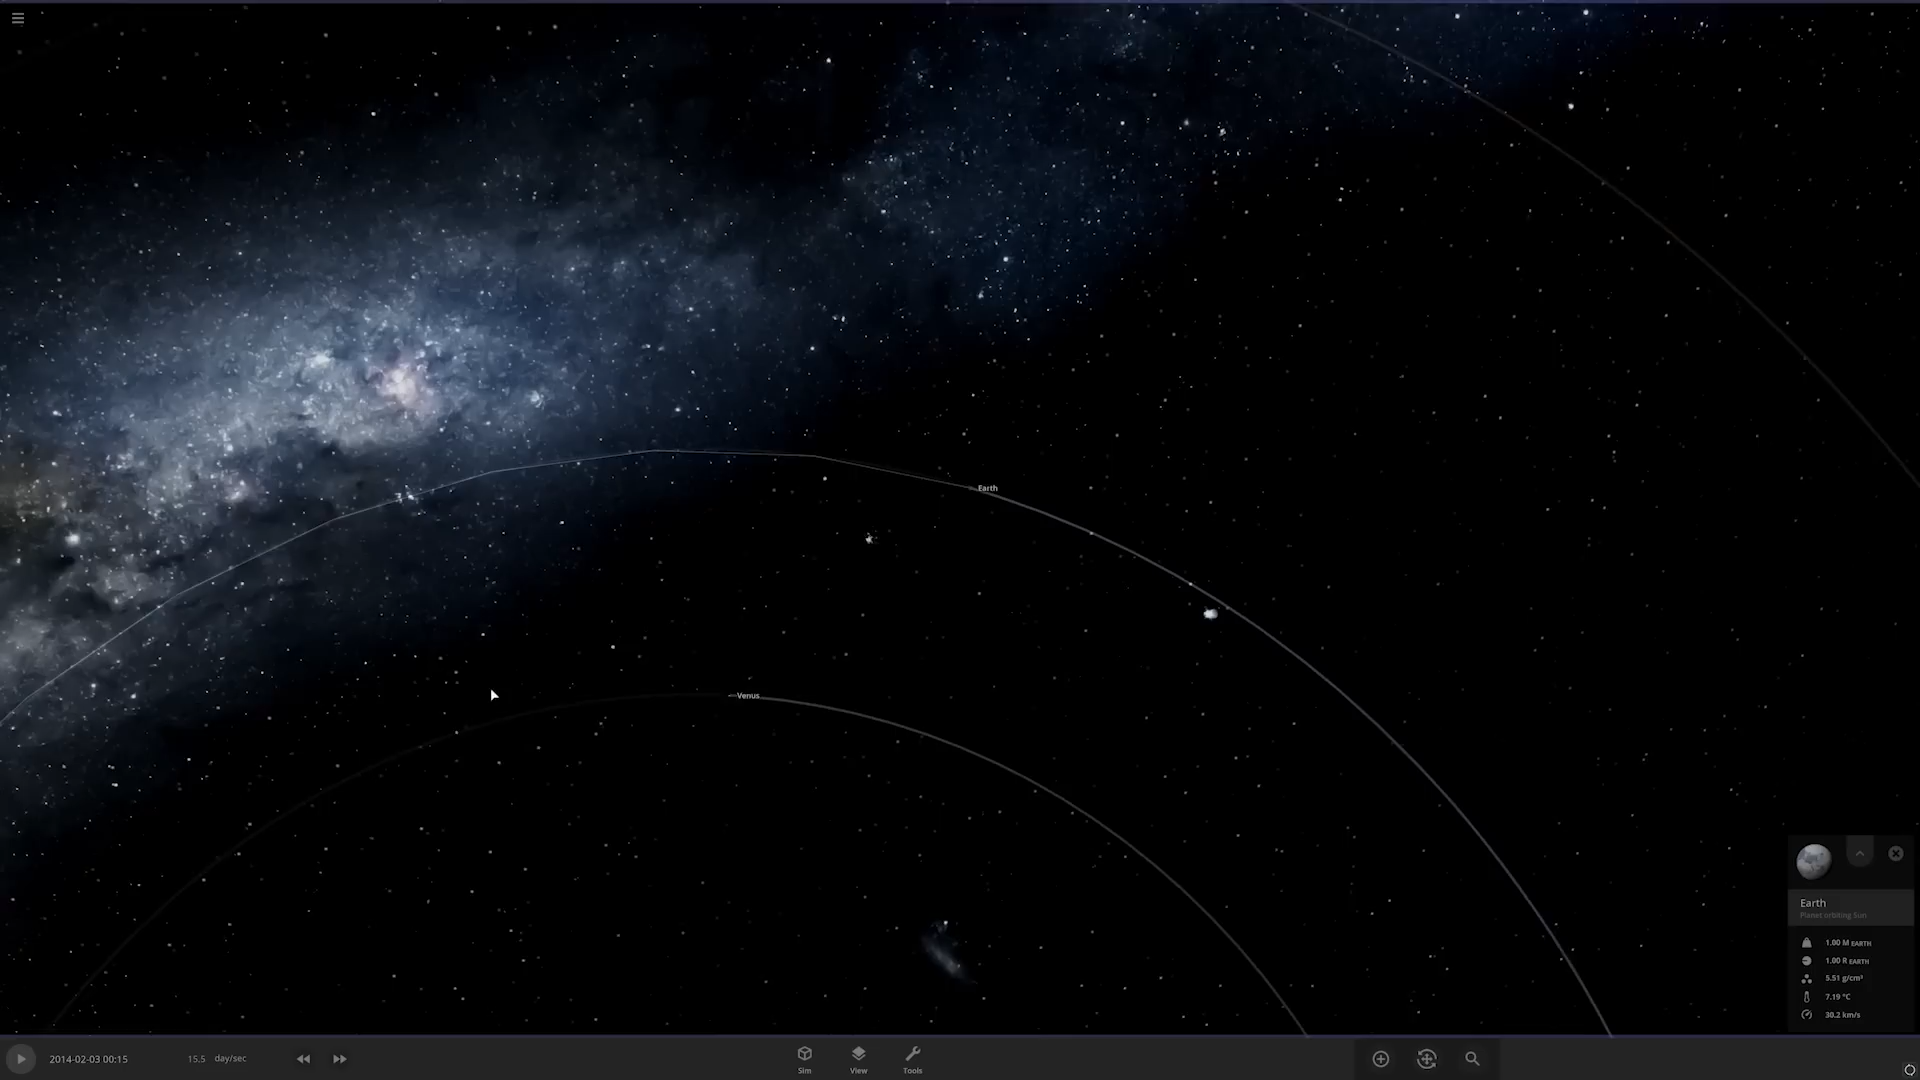 Earth
Venus
Earth
Planet orbiting Sun
1.00 M EARTH
1.00 R EARTH
5.51 g/cm³
7.19 °C
30.2 km/s
2014-02-03 00:15
15.5 day/sec
Sim
View
Tools